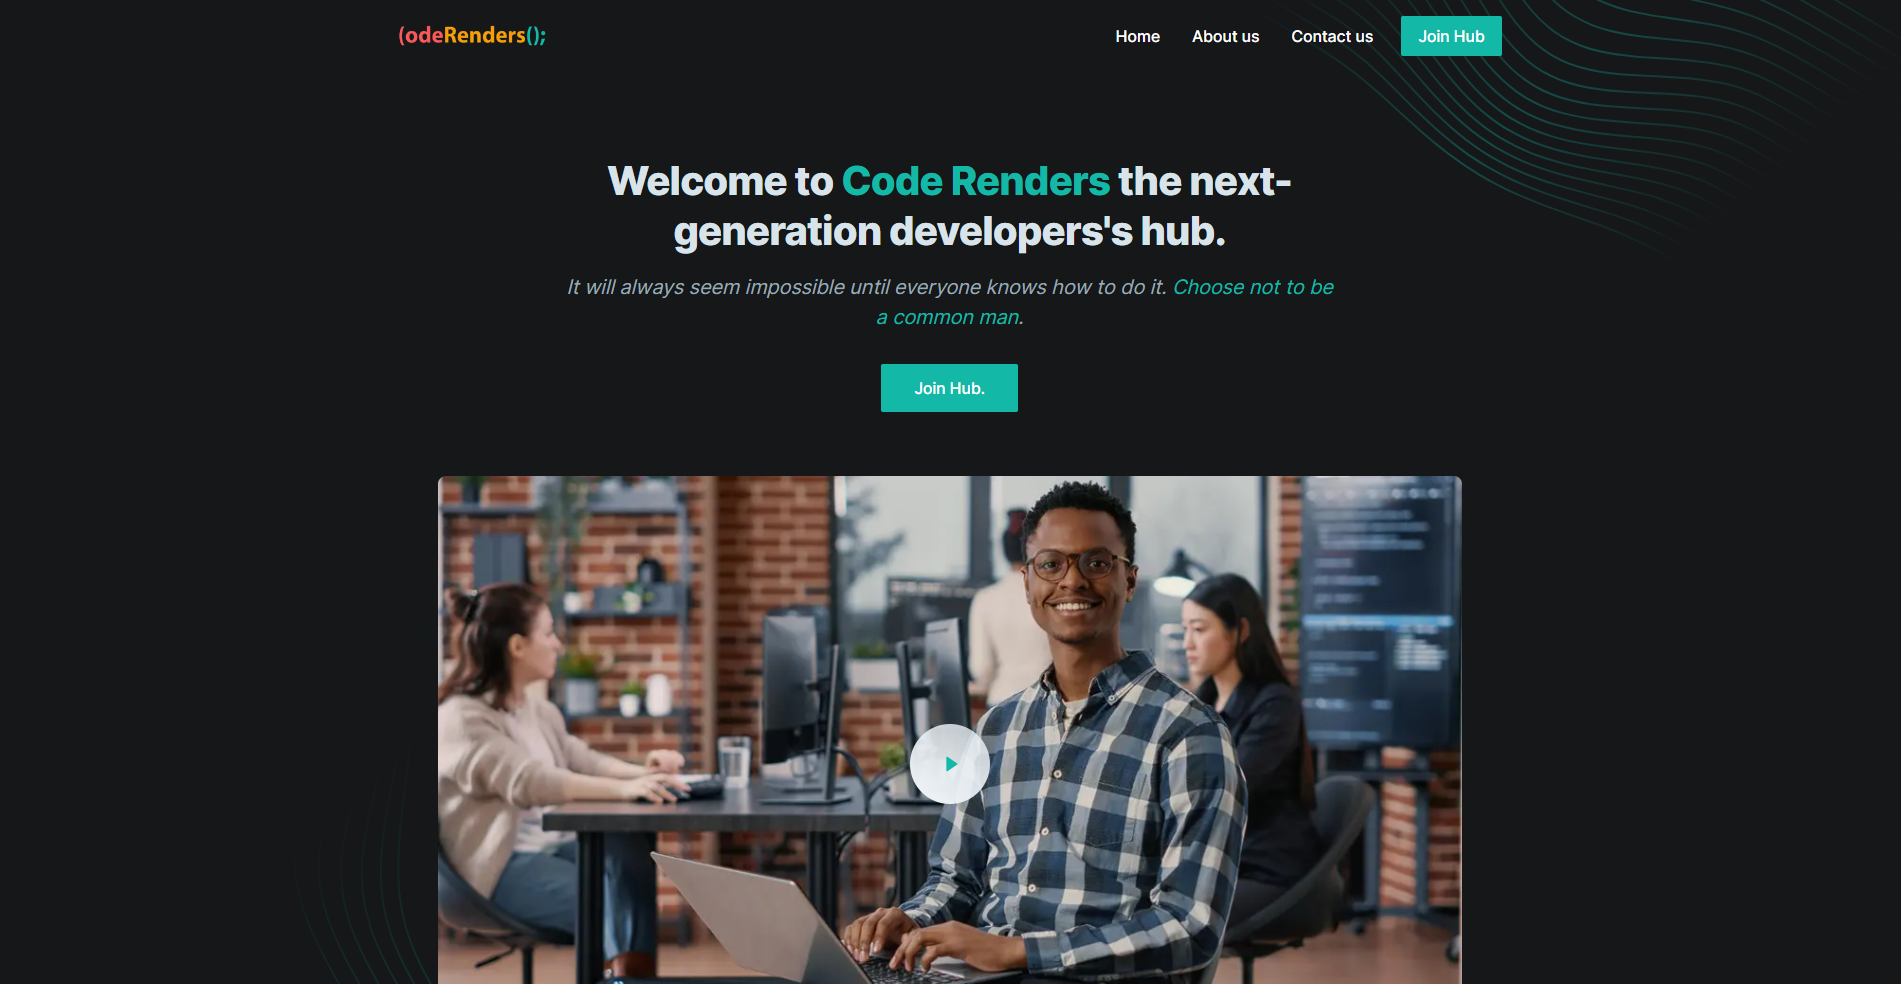 (odeRenders();
Home
About us
Contact us
Join Hub
Welcome to Code Renders the next-
generation developers's hub.
It will always seem impossible until everyone knows how to do it. Choose not to be
a common man.
Join Hub.